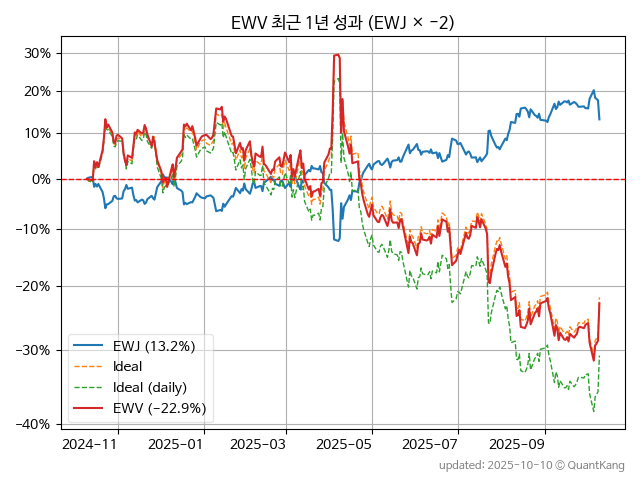 EWV 최근 1년 성과 (EWJ × −2)
30%
20%
10%
0%
−10%
−20%
−30%
−40%
EWJ (13.2%)
Ideal
Ideal (daily)
EWV (−22.9%)
2024−11
2025−01
2025−03
2025−05
2025−07
2025−09
updated: 2025-10-10 © QuantKang